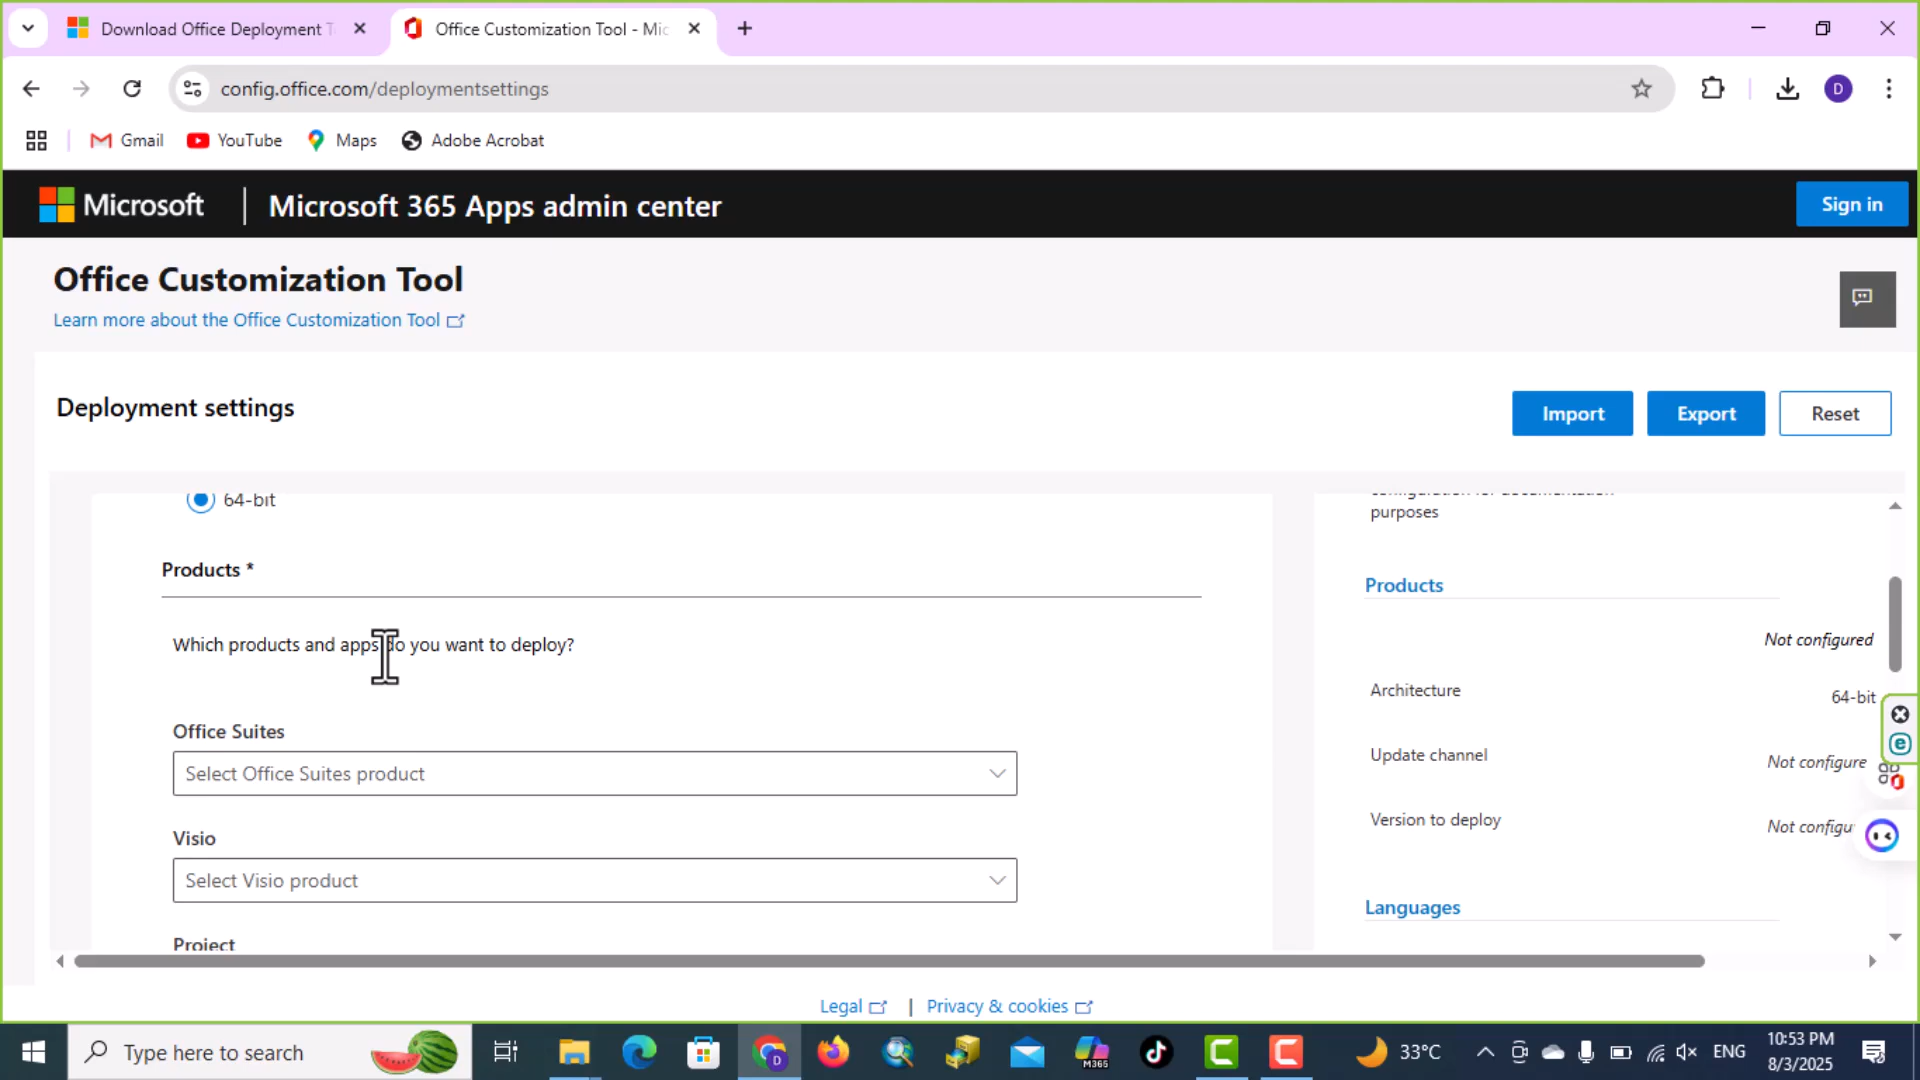 Download Office Deployment T
Office Customization Tool - Mic
config.office.com/deploymentsettings
D
Gmail
YouTube
Maps
Adobe Acrobat
Microsoft
Microsoft 365 Apps admin center
Sign in
Office Customization Tool
Learn more about the Office Customization Tool
Deployment settings
Import
Export
Reset
64-bit
Products *
Which products and apps do you want to deploy?
Office Suites
Select Office Suites product
Visio
Select Visio product
Project
configuration for documentation
purposes
Products
Not configured
Architecture
64-bit
Update channel
Not configure
Version to deploy
Not configu
Languages
Legal
|
Privacy & cookies
Type here to search
D
M365
33°C
ENG
10:53 PM
8/3/2025